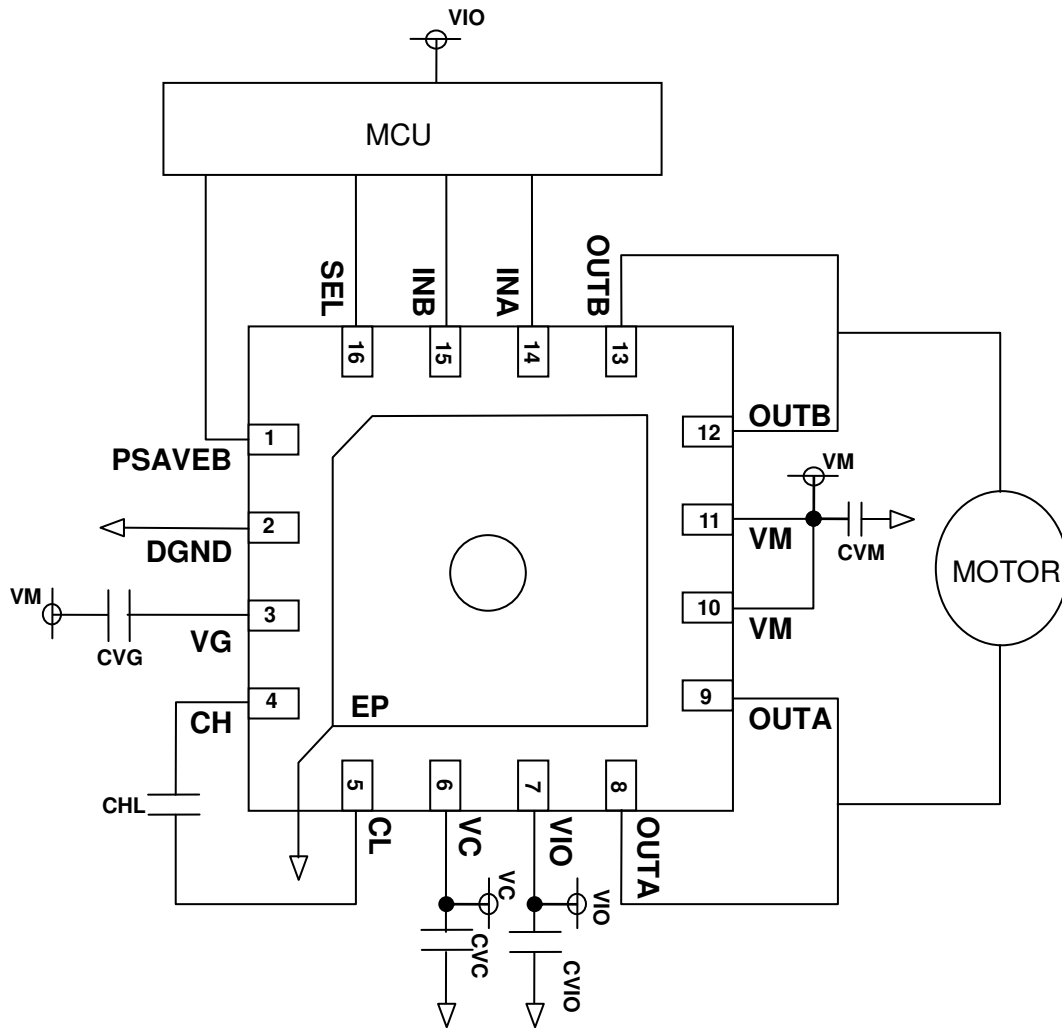 VIO
MCU
SEL
INB
INA
OUTB
16
15
14
13
1
PSAVEB
12
OUTB
VM
2
DGND
11
VM
CVM
MOTOR
VM
3
VG
CVG
10
VM
4
CH
EP
9
OUTA
CHL
5
6
7
8
CL
VC
VIO
OUTA
VC
VIO
CVC
CVIO